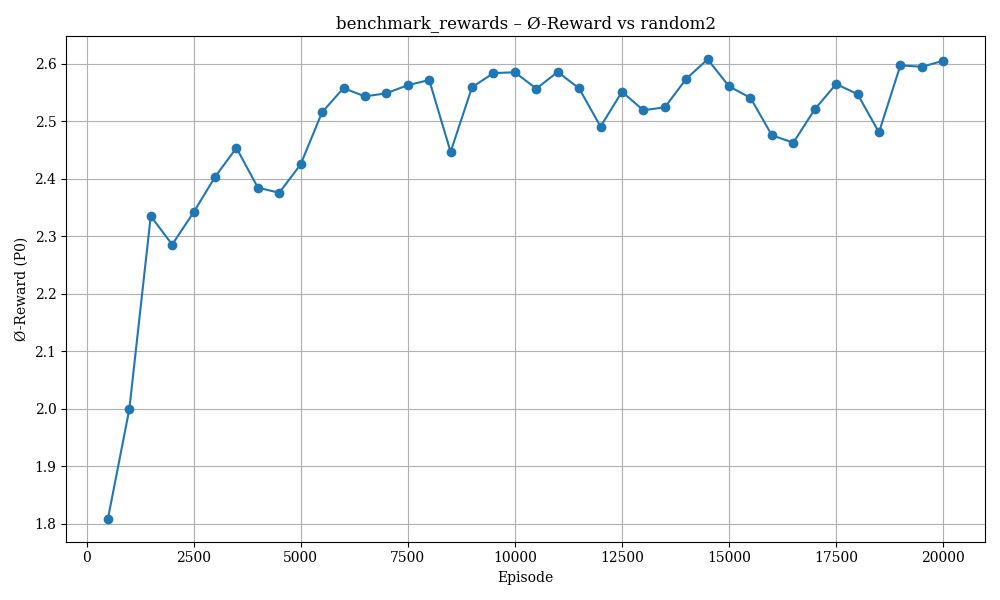 benchmark_rewards – Ø-Reward vs random2
Ø-Reward (P0)
2.6
2.5
2.4
2.3
2.2
2.1
2.0
1.9
1.8
0 2500 5000 7500 10000 12500 15000 17500 20000
Episode